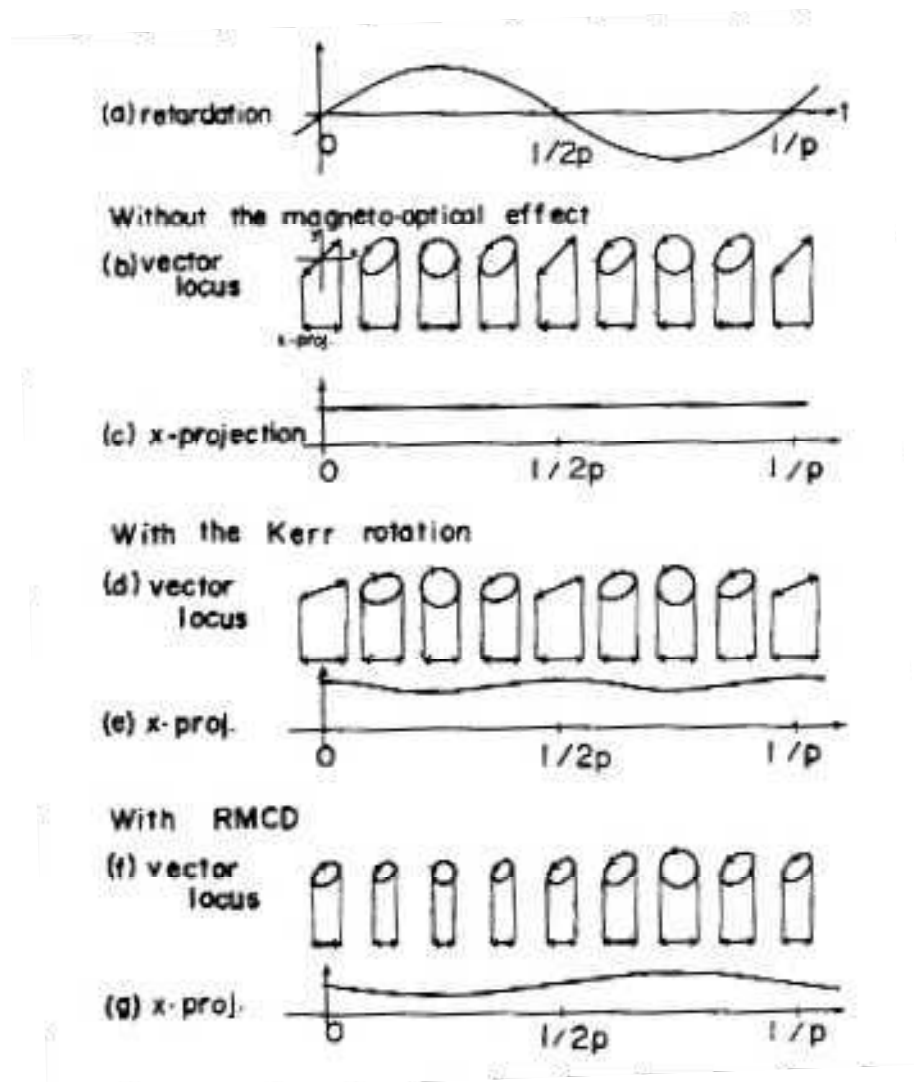 (a) retardation
t
0 1/2p 1/p
Without the magneto-optical effect
y
x
(b) vector
locus
x-proj.
(c) x-projection
0 1/2p 1/p
With the Kerr rotation
(d) vector
locus
(e) x-proj.
0 1/2p 1/p
With RMCD
(f) vector
locus
(g) x-proj.
0 1/2p 1/p